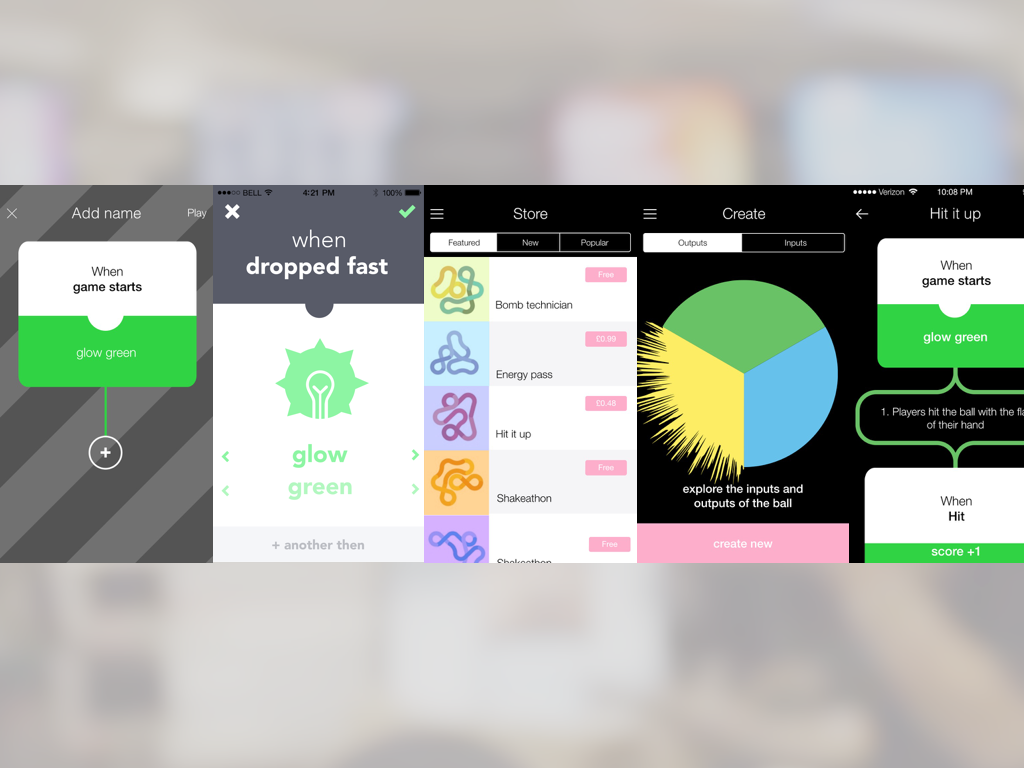 Add name
Play
When
game starts
glow green
+
BELL
4:21 PM
100%
when
dropped fast
glow
green
+ another then
Store
Featured
New
Popular
Free
Bomb technician
£0.99
Energy pass
£0.48
Hit it up
Free
Shakeathon
Free
Shakeathon
Create
Outputs
Inputs
explore the inputs and
outputs of the ball
create new
Verizon
10:08 PM
Hit it up
When
game starts
glow green
1. Players hit the ball with the
of their hand
When
Hit
score +1